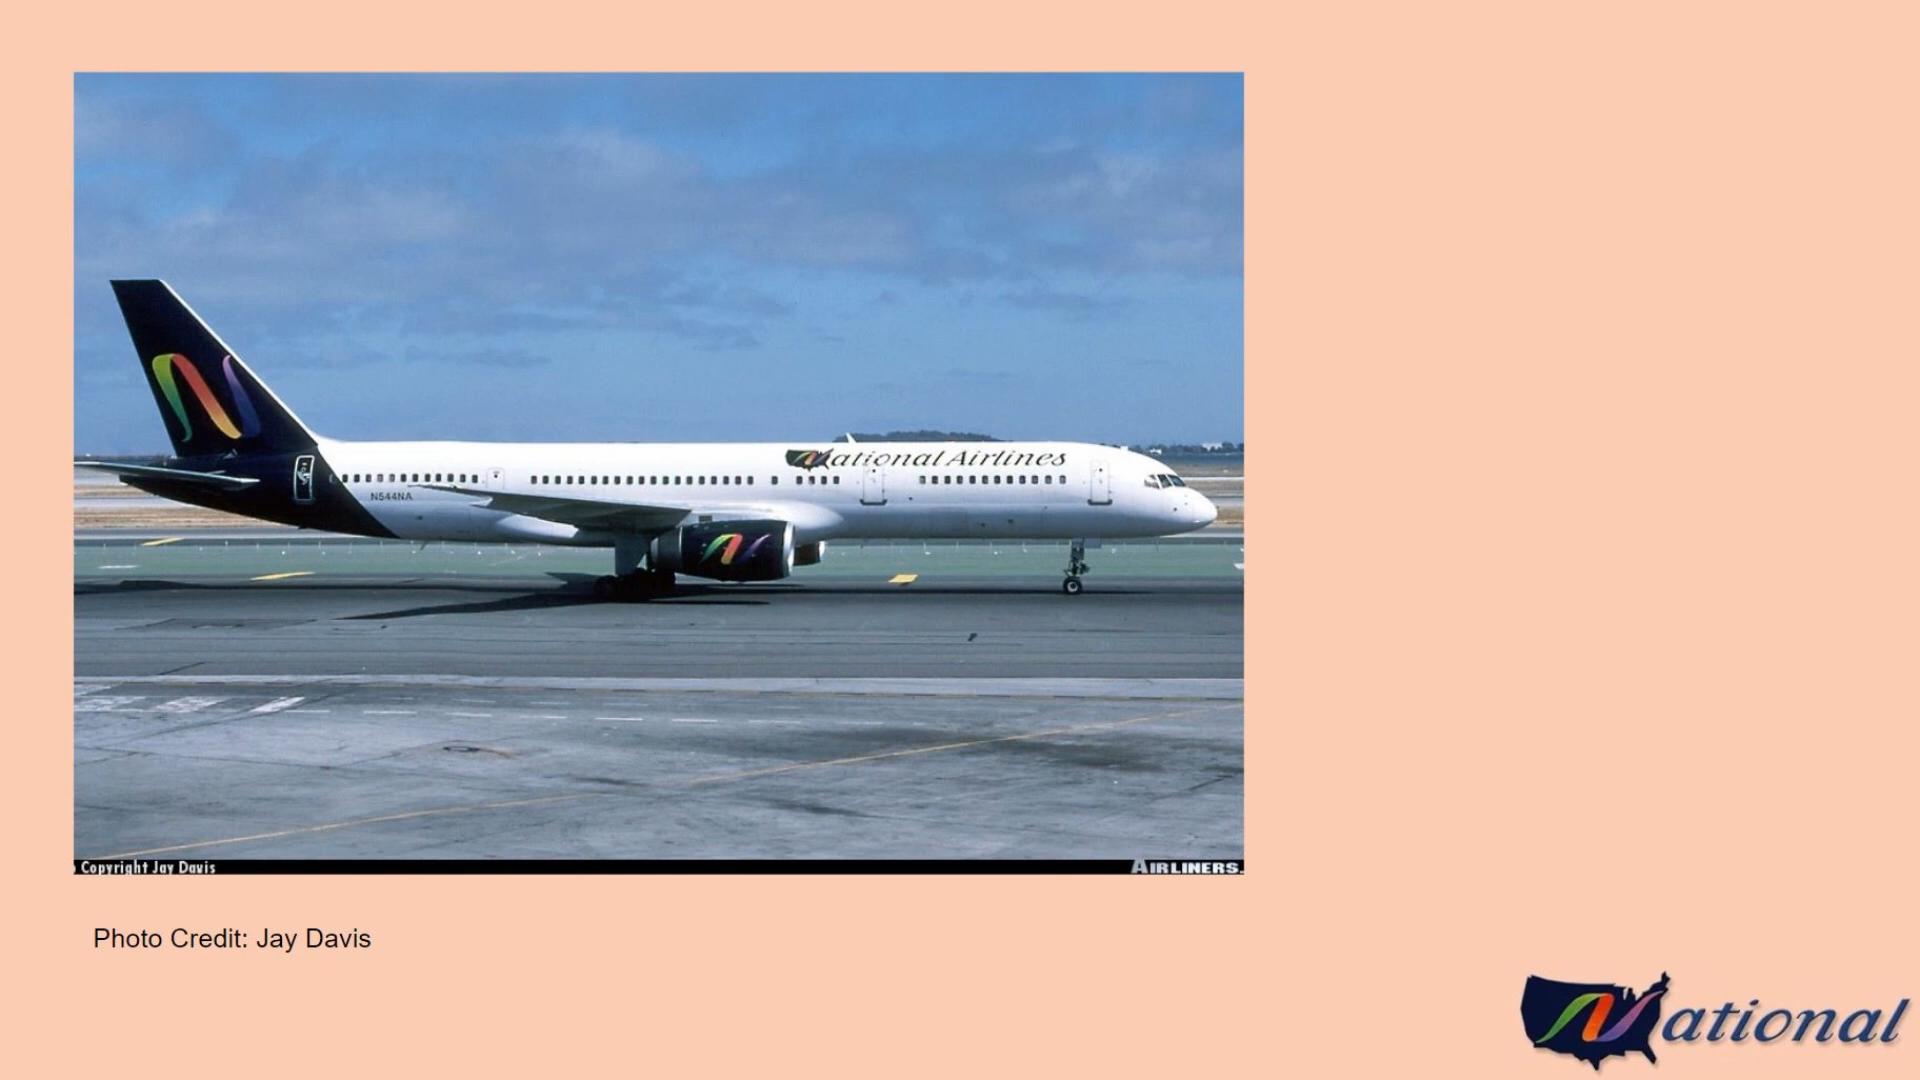 National Airlines
N544NA
Copyright Jay Davis
AIRLINERS.
Photo Credit: Jay Davis
National